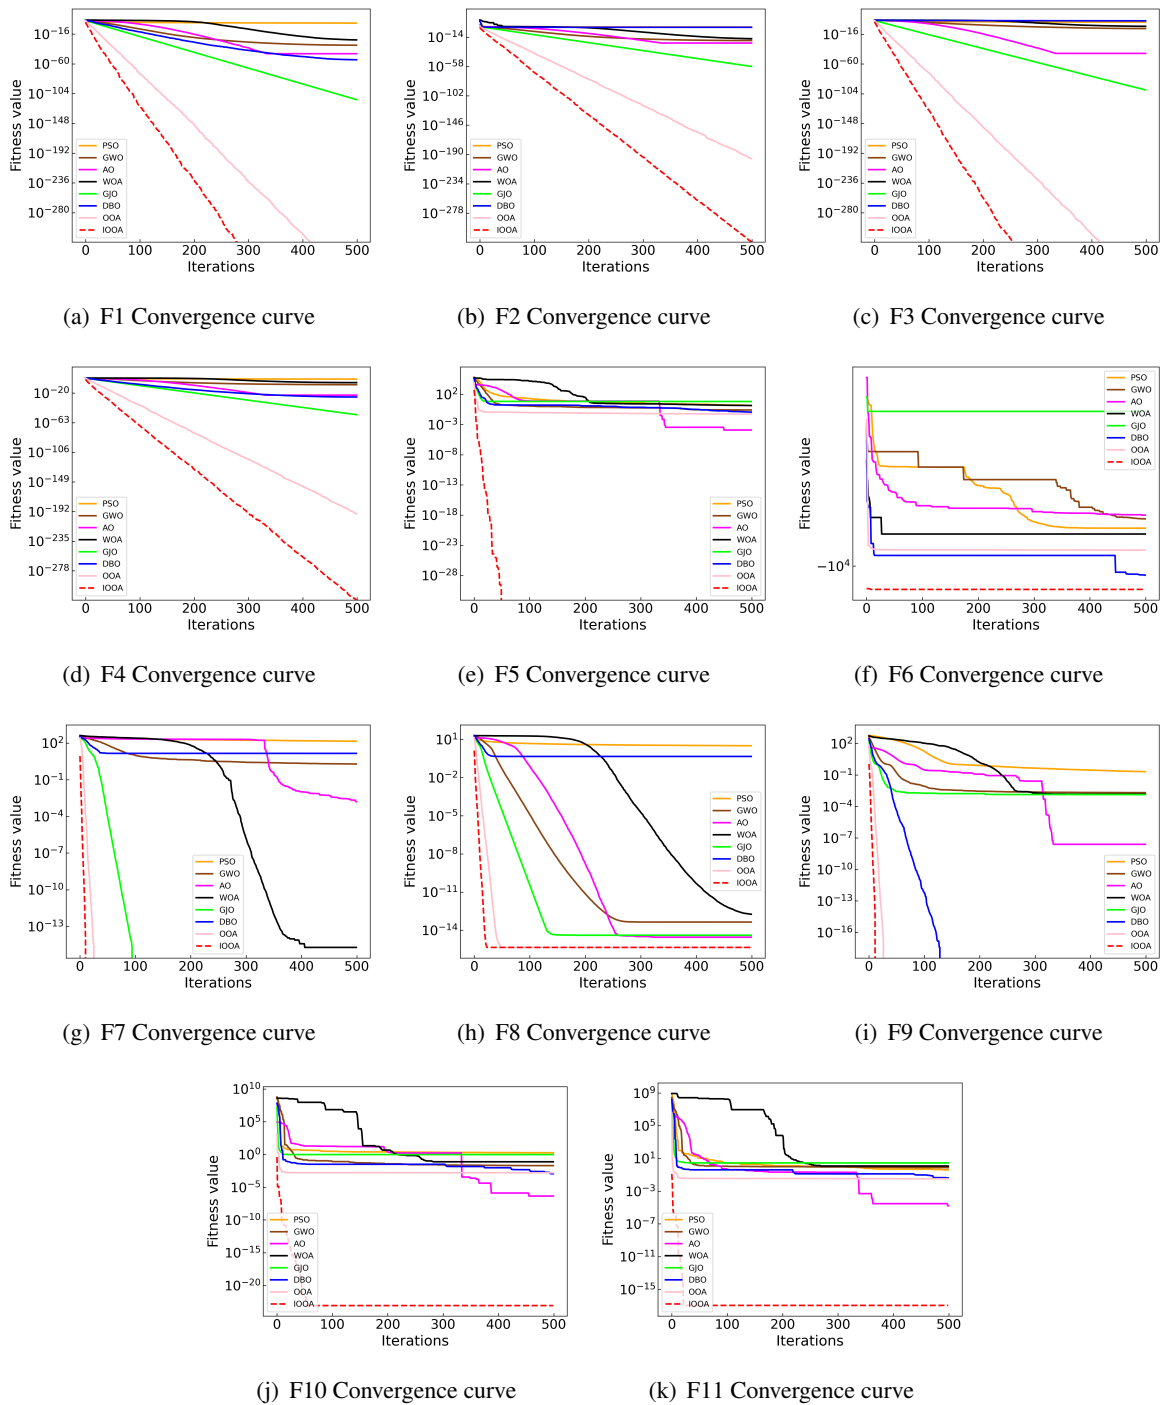 Fitness value
10^-16
10^-60
10^-104
10^-148
10^-192
10^-236
10^-280
PSO
GWO
AO
WOA
GJO
DBO
OOA
IOOA
0 100 200 300 400 500
Iterations
(a) F1 Convergence curve
Fitness value
10^-14
10^-58
10^-102
10^-146
10^-190
10^-234
10^-278
PSO
GWO
AO
WOA
GJO
DBO
OOA
IOOA
0 100 200 300 400 500
Iterations
(b) F2 Convergence curve
Fitness value
10^-16
10^-60
10^-104
10^-148
10^-192
10^-236
10^-280
PSO
GWO
AO
WOA
GJO
DBO
OOA
IOOA
0 100 200 300 400 500
Iterations
(c) F3 Convergence curve
Fitness value
10^-20
10^-63
10^-106
10^-149
10^-192
10^-235
10^-278
PSO
GWO
AO
WOA
GJO
DBO
OOA
IOOA
0 100 200 300 400 500
Iterations
(d) F4 Convergence curve
Fitness value
10^2
10^-3
10^-8
10^-13
10^-18
10^-23
10^-28
PSO
GWO
AO
WOA
GJO
DBO
OOA
IOOA
0 100 200 300 400 500
Iterations
(e) F5 Convergence curve
Fitness value
-10^4
PSO
GWO
AO
WOA
GJO
DBO
OOA
IOOA
0 100 200 300 400 500
Iterations
(f) F6 Convergence curve
Fitness value
10^2
10^-1
10^-4
10^-7
10^-10
10^-13
PSO
GWO
AO
WOA
GJO
DBO
OOA
IOOA
0 100 200 300 400 500
Iterations
(g) F7 Convergence curve
Fitness value
10^1
10^-2
10^-5
10^-8
10^-11
10^-14
PSO
GWO
AO
WOA
GJO
DBO
OOA
IOOA
0 100 200 300 400 500
Iterations
(h) F8 Convergence curve
Fitness value
10^2
10^-1
10^-4
10^-7
10^-10
10^-13
10^-16
PSO
GWO
AO
WOA
GJO
DBO
OOA
IOOA
0 100 200 300 400 500
Iterations
(i) F9 Convergence curve
Fitness value
10^10
10^5
10^0
10^-5
10^-10
10^-15
10^-20
PSO
GWO
AO
WOA
GJO
DBO
OOA
IOOA
0 100 200 300 400 500
Iterations
(j) F10 Convergence curve
Fitness value
10^9
10^5
10^1
10^-3
10^-7
10^-11
10^-15
PSO
GWO
AO
WOA
GJO
DBO
OOA
IOOA
0 100 200 300 400 500
Iterations
(k) F11 Convergence curve